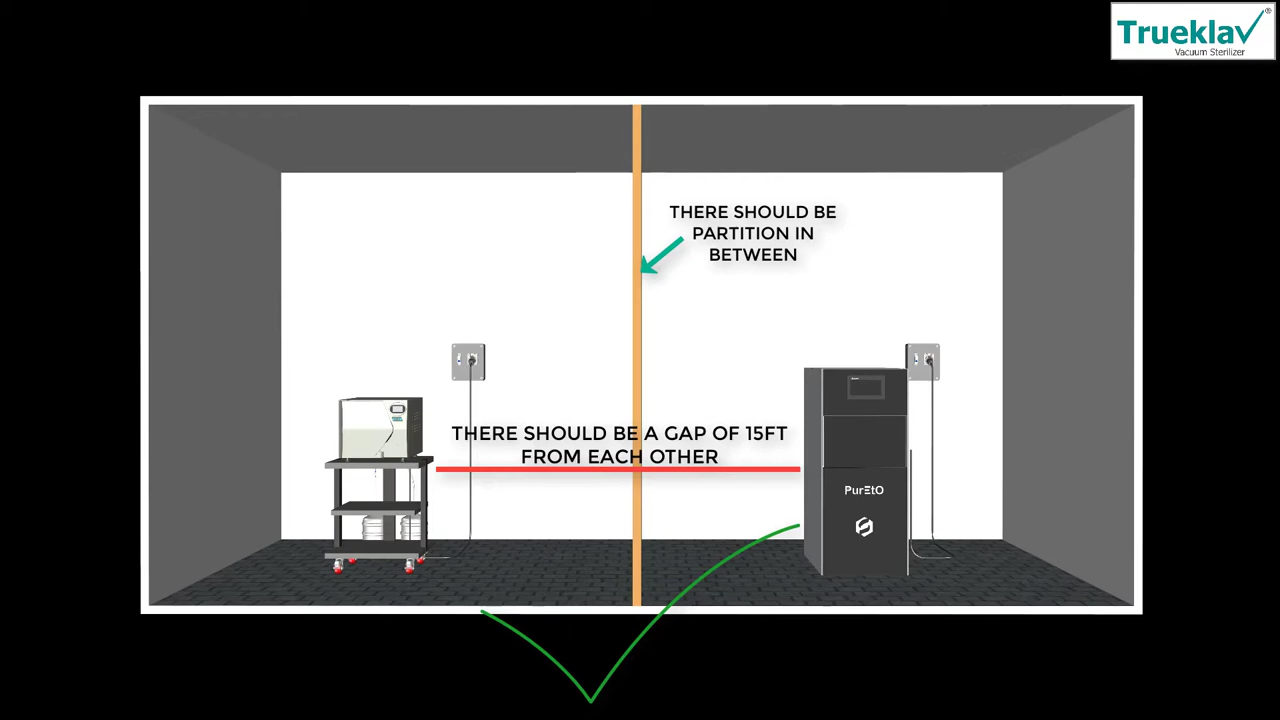 Trueklav®
Vacuum Sterilizer
THERE SHOULD BE
PARTITION IN
BETWEEN
THERE SHOULD BE A GAP OF 15FT
FROM EACH OTHER
PurEtO